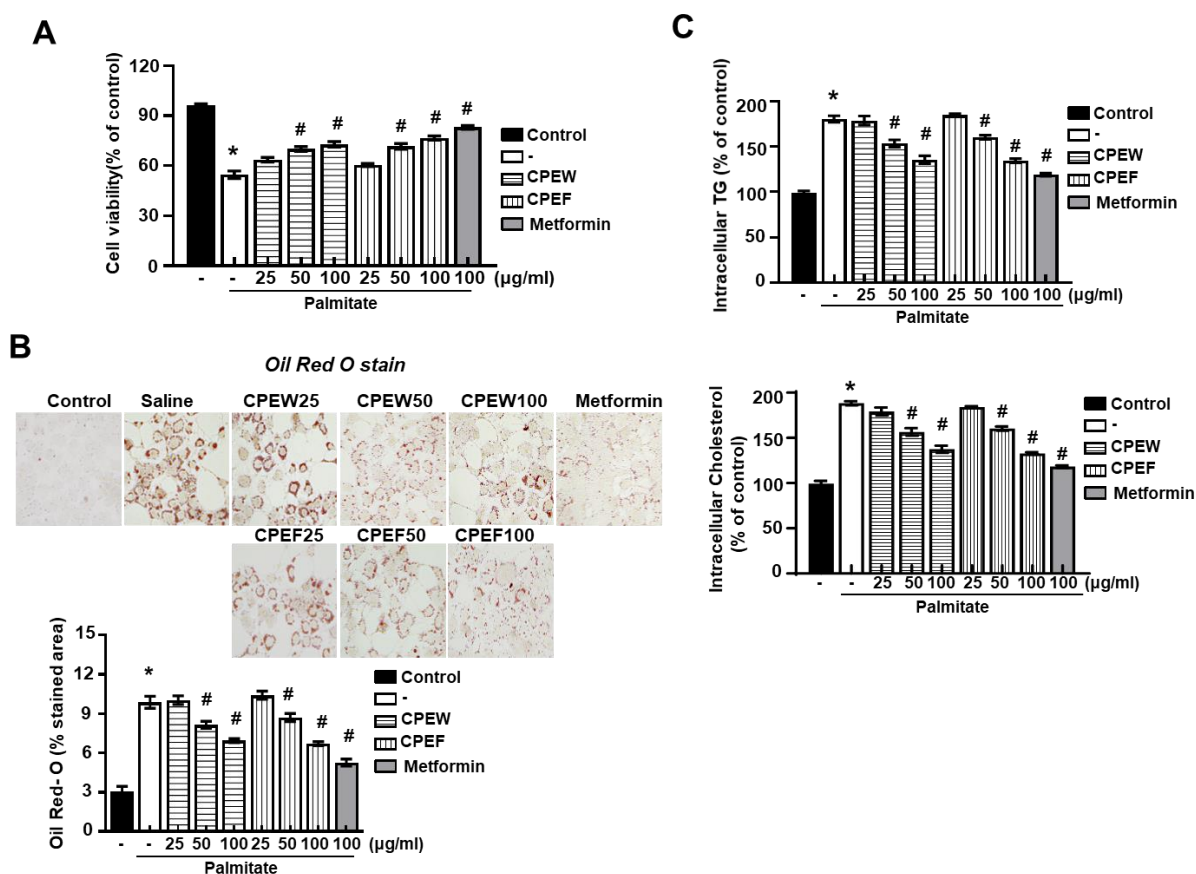 A
Cell viability(% of control)
120
90
60
30
0
* # # # # #
- - 25 50 100 25 50 100 100 (µg/ml)
Palmitate
Control
-
CPEW
CPEF
Metformin
B
Oil Red O stain
Control Saline CPEW25 CPEW50 CPEW100 Metformin
CPEF25 CPEF50 CPEF100
Oil Red- O (% stained area)
15
12
9
6
3
0
* # # # # #
- - 25 50 100 25 50 100 100 (µg/ml)
Palmitate
Control
-
CPEW
CPEF
Metformin
C
Intracellular TG (% of control)
200
150
100
50
0
* # # # # #
- - 25 50 100 25 50 100 100 (µg/ml)
Palmitate
Control
-
CPEW
CPEF
Metformin
Intracellular Cholesterol
(% of control)
200
150
100
50
0
* # # # # #
- - 25 50 100 25 50 100 100 (µg/ml)
Palmitate
Control
-
CPEW
CPEF
Metformin